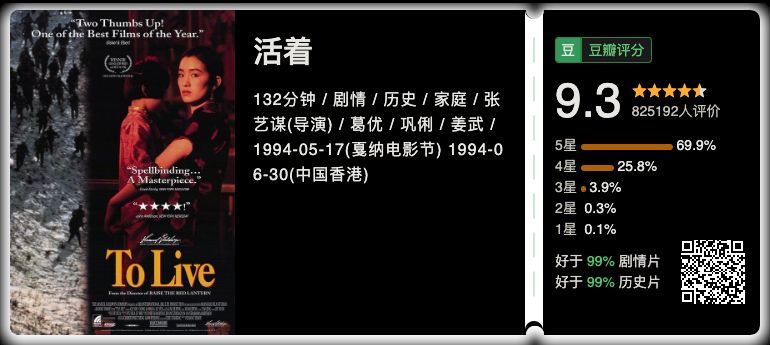 "Two Thumbs Up!
One of the Best Films of the Year."
"Spellbinding...
A Masterpiece."
"★★★★!"
To Live
From the Director of RAISE THE RED LANTERN
活着
132分钟 / 剧情 / 历史 / 家庭 / 张
艺谋(导演) / 葛优 / 巩俐 / 姜武 /
1994-05-17(戛纳电影节) 1994-0
6-30(中国香港)
豆 豆瓣评分
9.3
825192人评价
5星 69.9%
4星 25.8%
3星 3.9%
2星 0.3%
1星 0.1%
好于 99% 剧情片
好于 99% 历史片